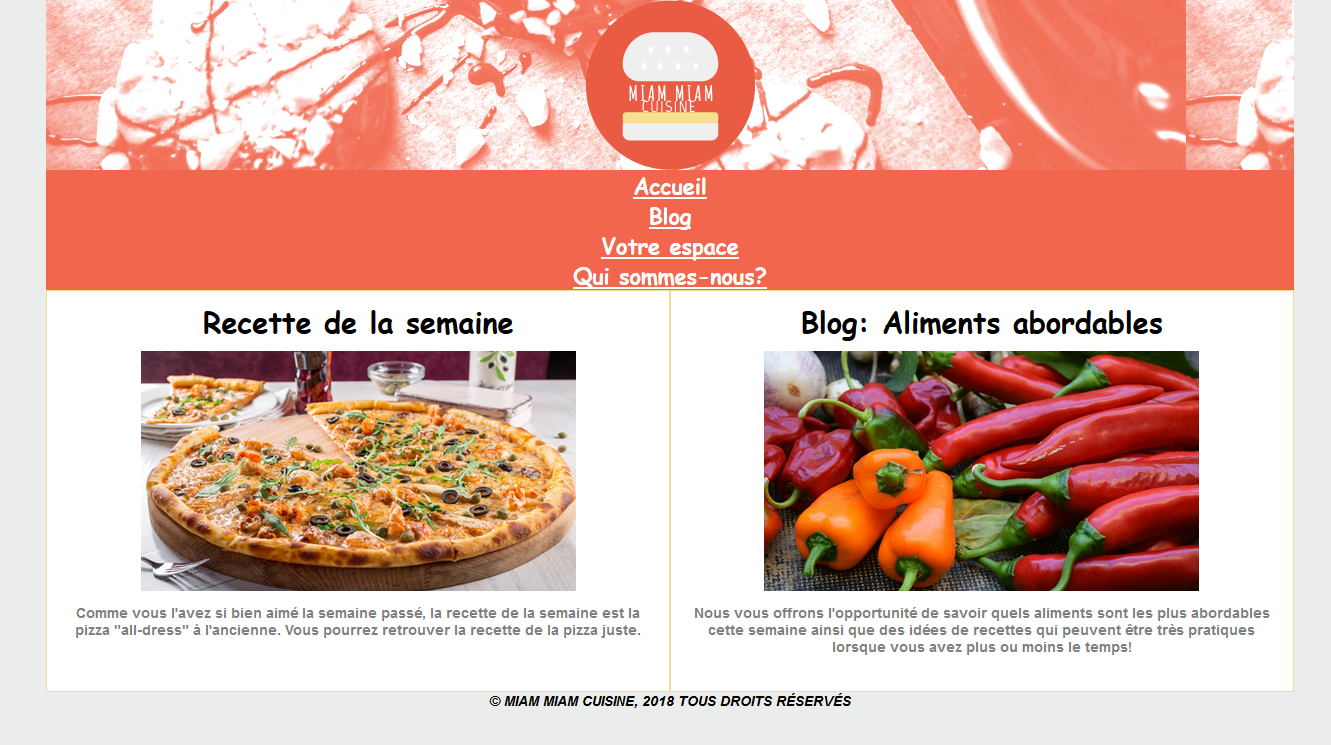 MIAM MIAM
CUISINE
Accueil
Blog
Votre espace
Qui sommes-nous?
Recette de la semaine
Comme vous l'avez si bien aimé la semaine passé, la recette de la semaine est la
pizza "all-dress" à l'ancienne. Vous pourrez retrouver la recette de la pizza juste.
Blog: Aliments abordables
Nous vous offrons l'opportunité de savoir quels aliments sont les plus abordables
cette semaine ainsi que des idées de recettes qui peuvent être très pratiques
lorsque vous avez plus ou moins le temps!
© MIAM MIAM CUISINE, 2018 TOUS DROITS RÉSERVÉS